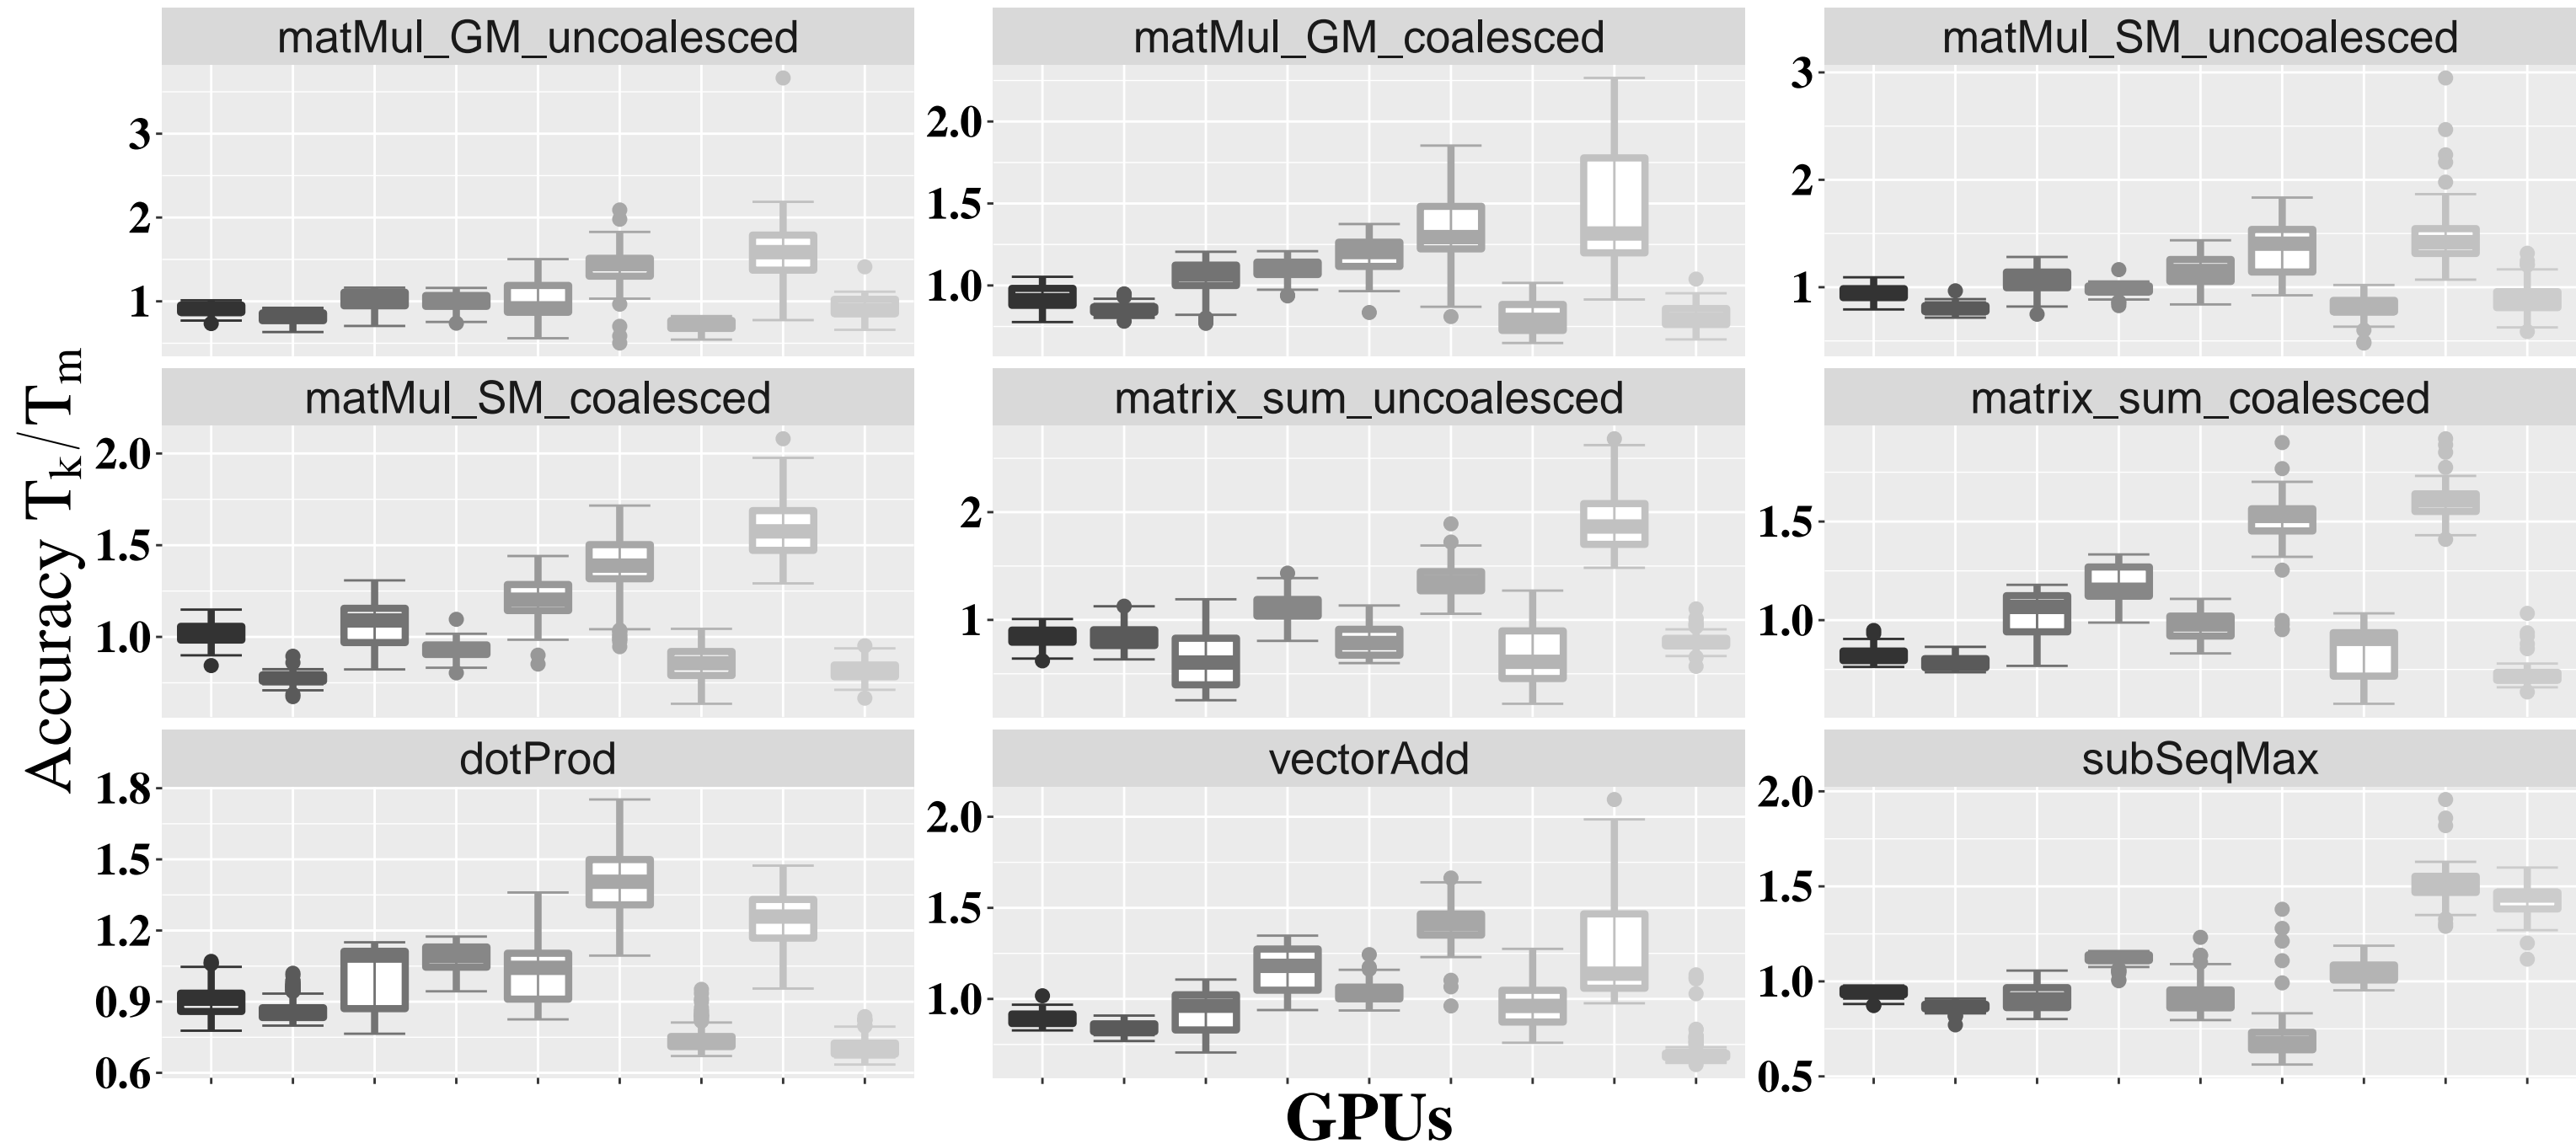 matMul_GM_uncoalesced
matMul_GM_coalesced
matMul_SM_uncoalesced
3
2
1
2.0
1.5
1.0
3
2
1
matMul_SM_coalesced
matrix_sum_uncoalesced
matrix_sum_coalesced
2.0
1.5
1.0
2
1
1.5
1.0
dotProd
vectorAdd
subSeqMax
1.8
1.5
1.2
0.9
0.6
2.0
1.5
1.0
2.0
1.5
1.0
0.5
Accuracy Tk/Tm
GPUs